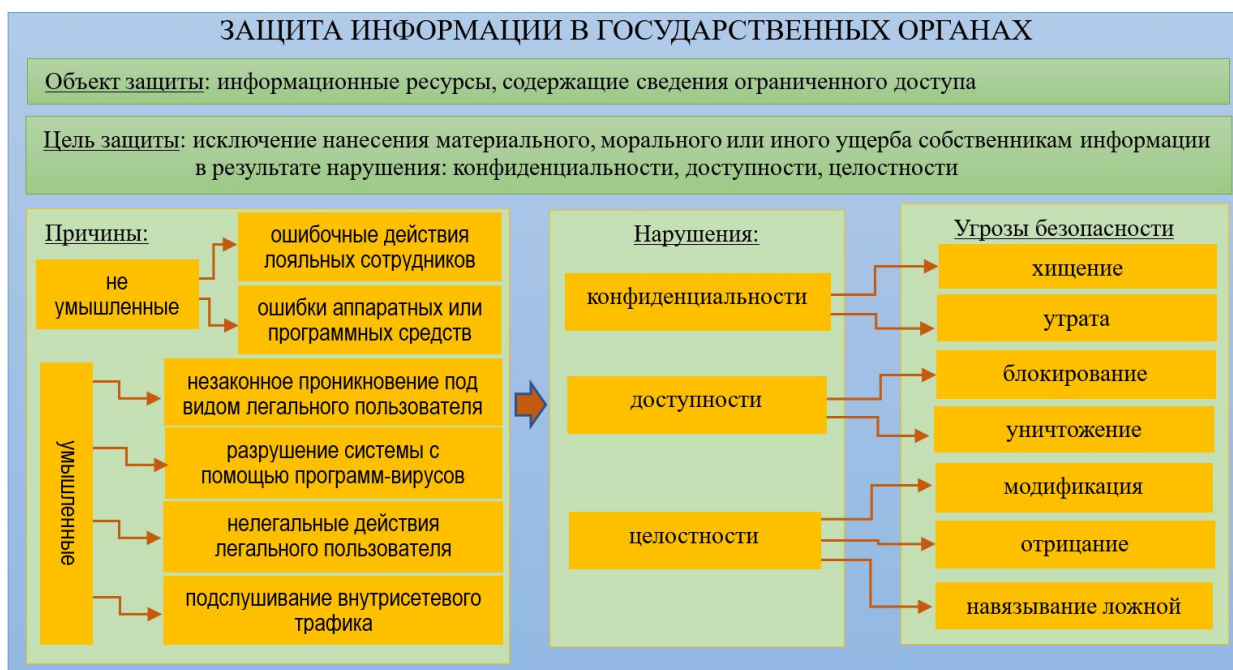 ЗАЩИТА ИНФОРМАЦИИ В ГОСУДАРСТВЕННЫХ ОРГАНАХ
Объект защиты: информационные ресурсы, содержащие сведения ограниченного доступа
Цель защиты: исключение нанесения материального, морального или иного ущерба собственникам информации
в результате нарушения: конфиденциальности, доступности, целостности
Причины:
не
умышленные
ошибочные действия
лояльных сотрудников
ошибки аппаратных или
программных средств
умышленные
незаконное проникновение под
видом легального пользователя
разрушение системы с
помощью программ-вирусов
нелегальные действия
легального пользователя
подслушивание внутрисетевого
трафика
Нарушения:
конфиденциальности
доступности
целостности
Угрозы безопасности
хищение
утрата
блокирование
уничтожение
модификация
отрицание
навязывание ложной